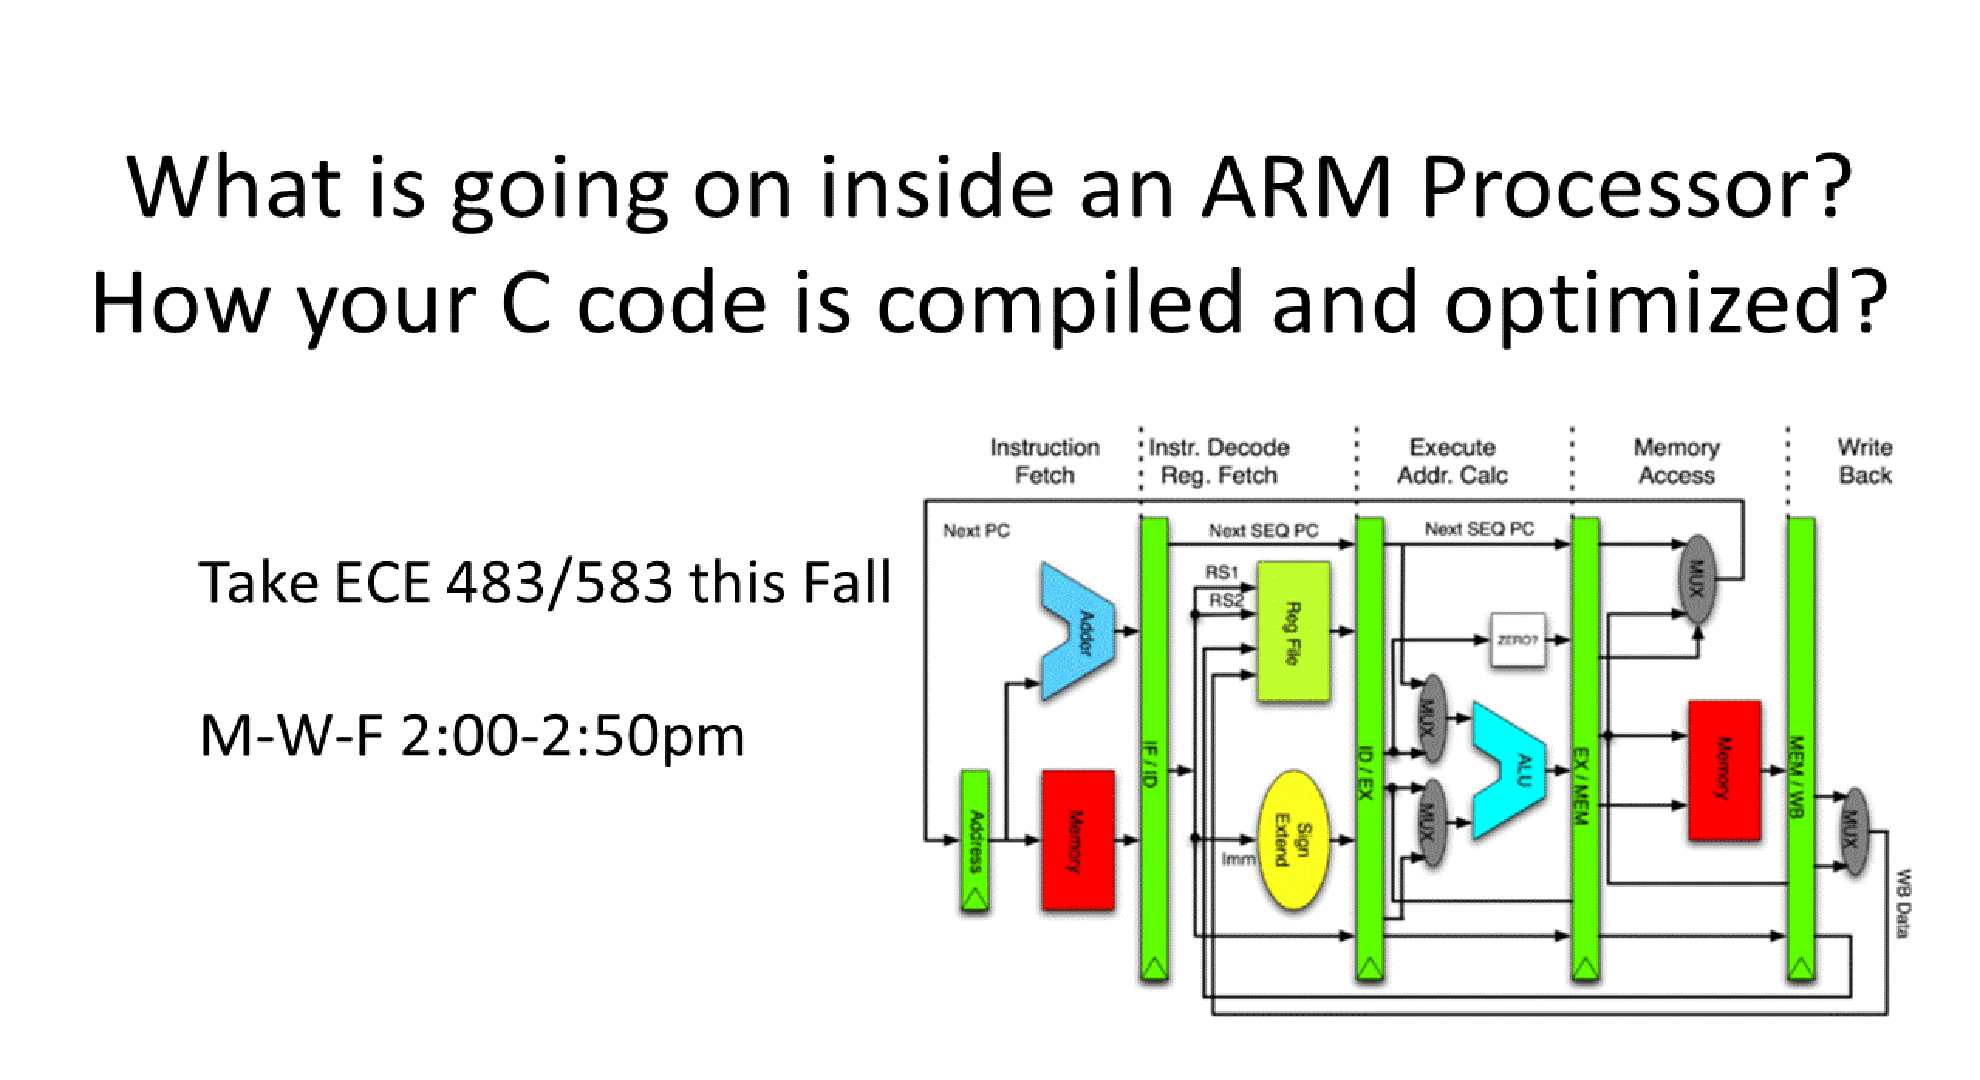 What is going on inside an ARM Processor?
How your C code is compiled and optimized?
Take ECE 483/583 this Fall
M-W-F 2:00-2:50pm
Instruction
Fetch
Instr. Decode
Reg. Fetch
Execute
Addr. Calc
Memory
Access
Write
Back
Next PC
Next SEQ PC
Next SEQ PC
RS1
RS2
Adder
Reg File
MUX
ZERO?
MUX
ALU
IF / ID
ID / EX
EX / MEM
MEM / WB
Memory
Address
Memory
Sign
Extend
Imm
MUX
MUX
WB Data